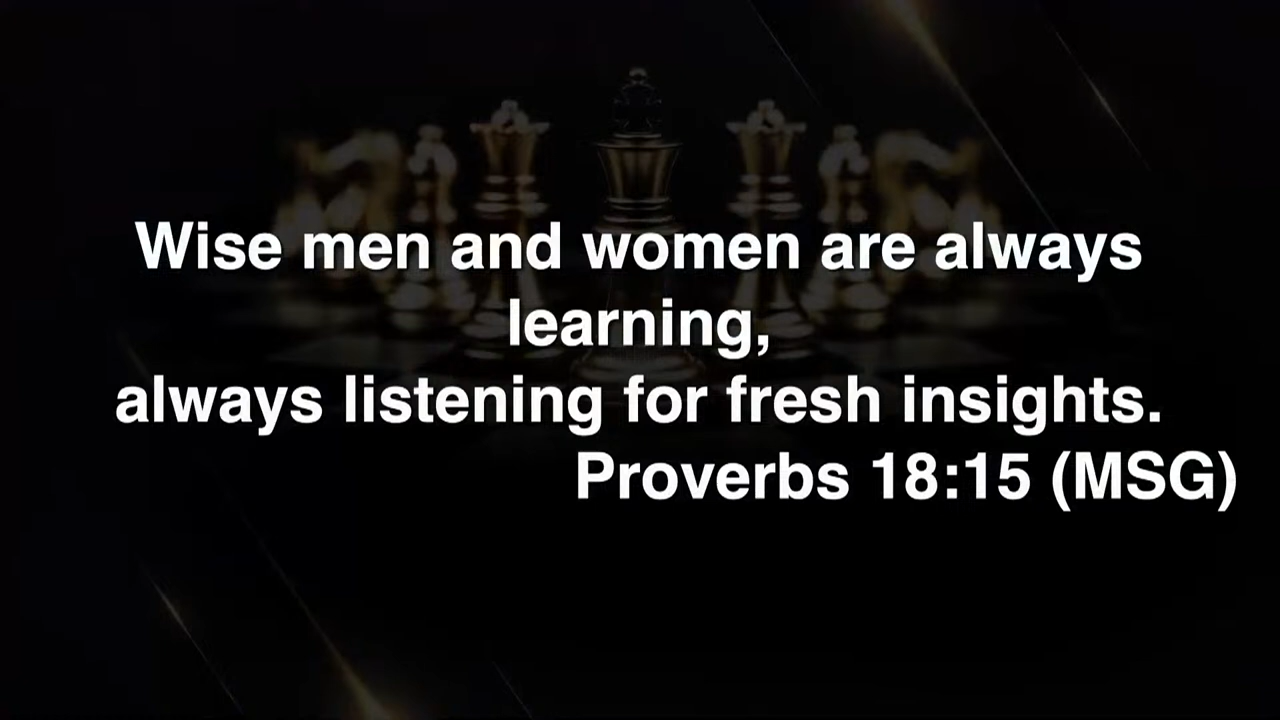 Wise men and women are always
learning,
always listening for fresh insights.
Proverbs 18:15 (MSG)